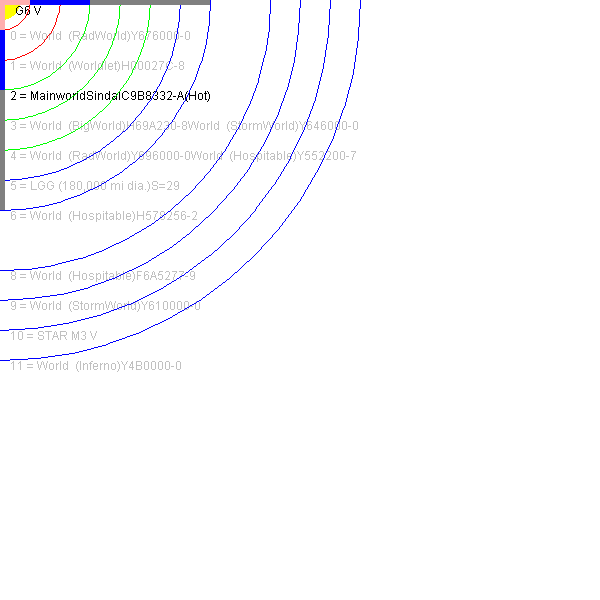 G6 V
0 = World  (RadWorld)Y676000-0
1 = World  (Worldlet)H00027C-8
2 = MainworldSindalC9B8332-A(Hot)
3 = World  (BigWorld)H69A230-8World  (StormWorld)Y646000-0
4 = World  (RadWorld)Y696000-0World  (Hospitable)Y552200-7
5 = LGG (180,000 mi dia.)S=29
6 = World  (Hospitable)H578256-2
8 = World  (Hospitable)F6A5277-9
9 = World  (StormWorld)Y610000-0
10 = STAR M3 V
11 = World  (Inferno)Y4B0000-0